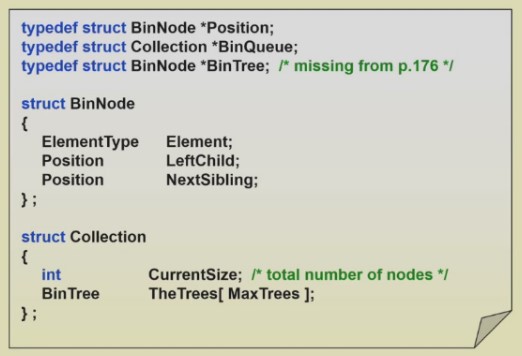 typedef struct BinNode *Position;
typedef struct Collection *BinQueue;
typedef struct BinNode *BinTree; /* missing from p.176 */
struct BinNode
{
ElementType Element;
Position LeftChild;
Position NextSibling;
} ;
struct Collection
{
int CurrentSize; /* total number of nodes */
BinTree TheTrees[ MaxTrees ];
} ;